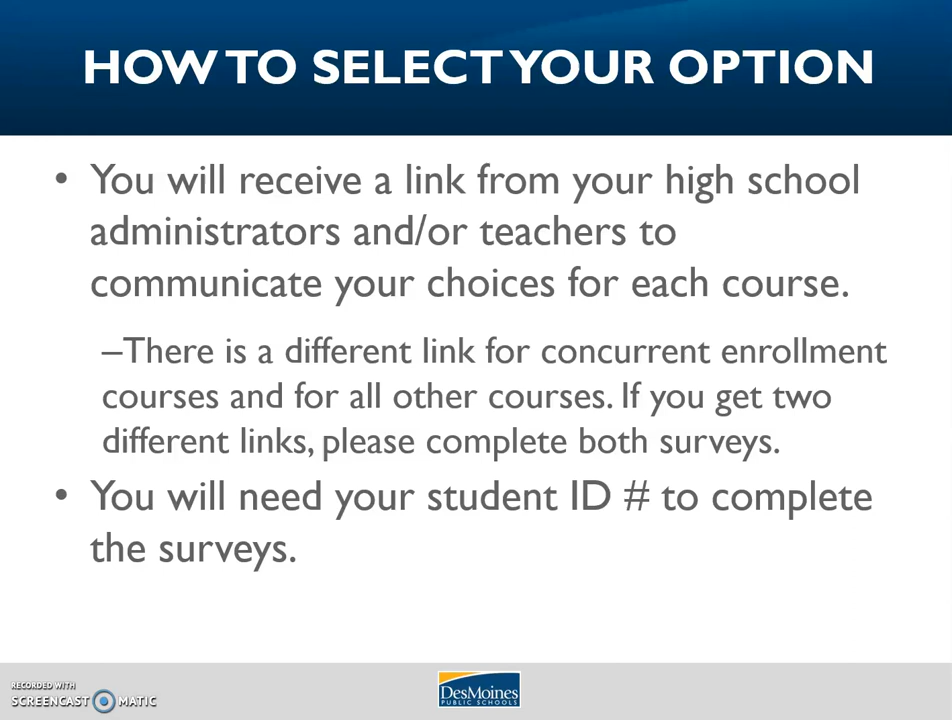 HOW TO SELECT YOUR OPTION
• You will receive a link from your high school
administrators and/or teachers to
communicate your choices for each course.
–There is a different link for concurrent enrollment
courses and for all other courses. If you get two
different links, please complete both surveys.
• You will need your student ID # to complete
the surveys.
RECORDED WITH
SCREENCAST MATIC
DesMoines
PUBLIC SCHOOLS